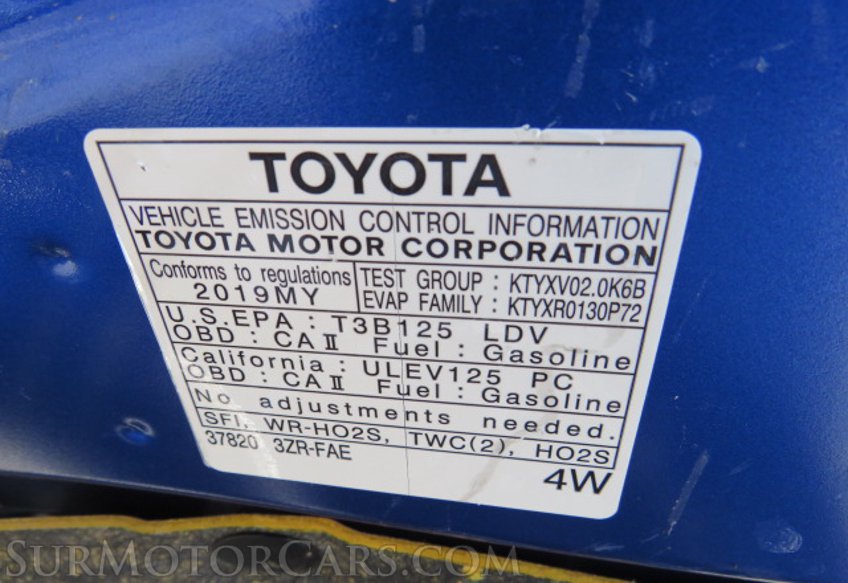 TOYOTA
VEHICLE EMISSION CONTROL INFORMATION
TOYOTA MOTOR CORPORATION
Conforms to regulations
2019MY
TEST GROUP : KTYXV02.0K6B
EVAP FAMILY : KTYXR0130P72
U.S.EPA : T3B125 LDV
OBD : CAⅡ Fuel : Gasoline
California : ULEV125 PC
OBD : CAⅡ Fuel : Gasoline
No adjustments needed.
SFI, WR-HO2S, TWC(2), HO2S
37820 3ZR-FAE
4W
SURMOTORCARS.COM